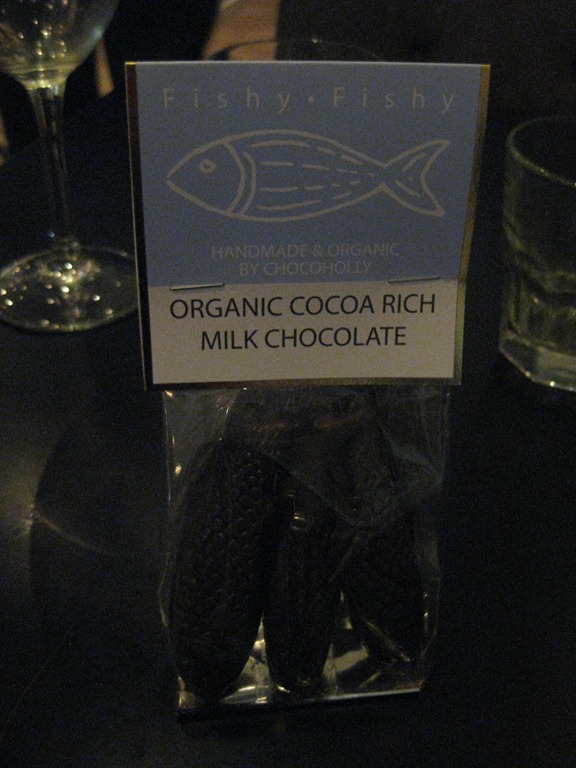 Fishy • Fishy
HANDMADE & ORGANIC
BY CHOCOHOLLY
ORGANIC COCOA RICH
MILK CHOCOLATE